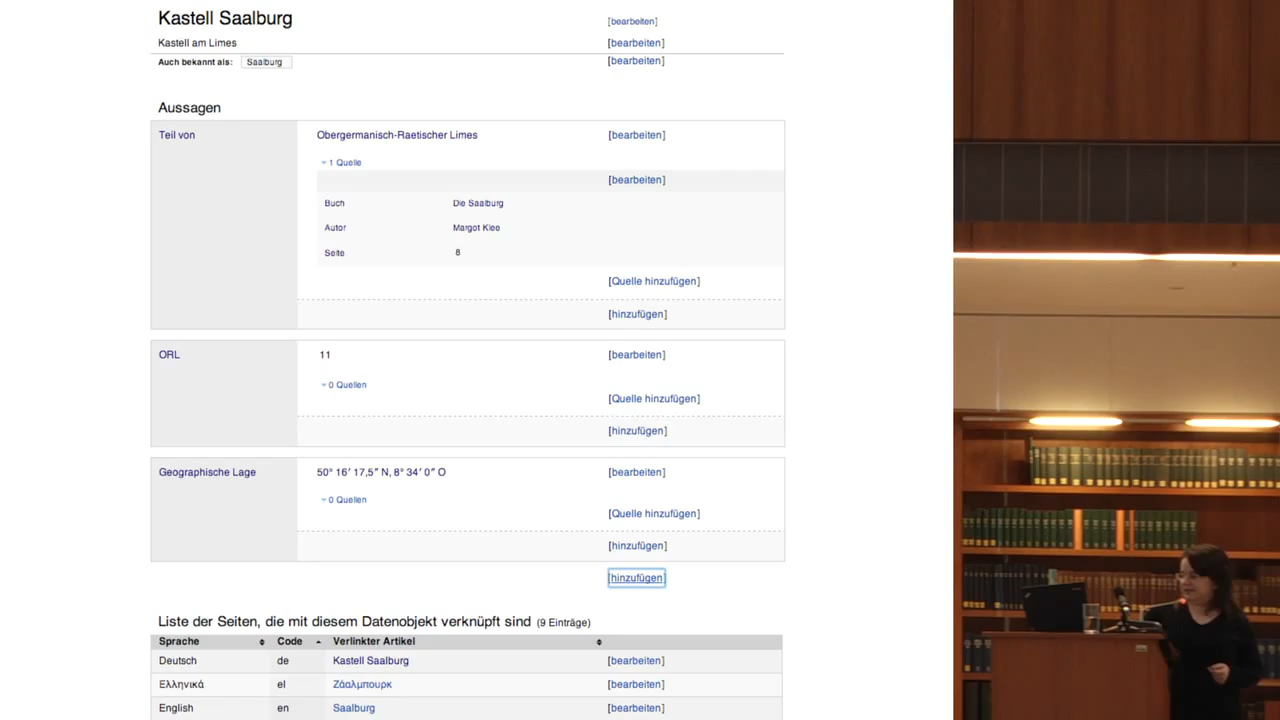 Kastell Saalburg [bearbeiten]
Kastell am Limes [bearbeiten]
Auch bekannt als: Saalburg [bearbeiten]
Aussagen
Teil von Obergermanisch-Raetischer Limes [bearbeiten]
1 Quelle
[bearbeiten]
Buch Die Saalburg
Autor Margot Klee
Seite 8
[Quelle hinzufügen]
[hinzufügen]
ORL 11 [bearbeiten]
0 Quellen
[Quelle hinzufügen]
[hinzufügen]
Geographische Lage 50° 16′ 17,5″ N, 8° 34′ 0″ O [bearbeiten]
0 Quellen
[Quelle hinzufügen]
[hinzufügen]
[hinzufügen]
Liste der Seiten, die mit diesem Datenobjekt verknüpft sind (9 Einträge)
Sprache Code Verlinkter Artikel
Deutsch de Kastell Saalburg [bearbeiten]
Ελληνικά el Ζάαλμπουρκ [bearbeiten]
English en Saalburg [bearbeiten]